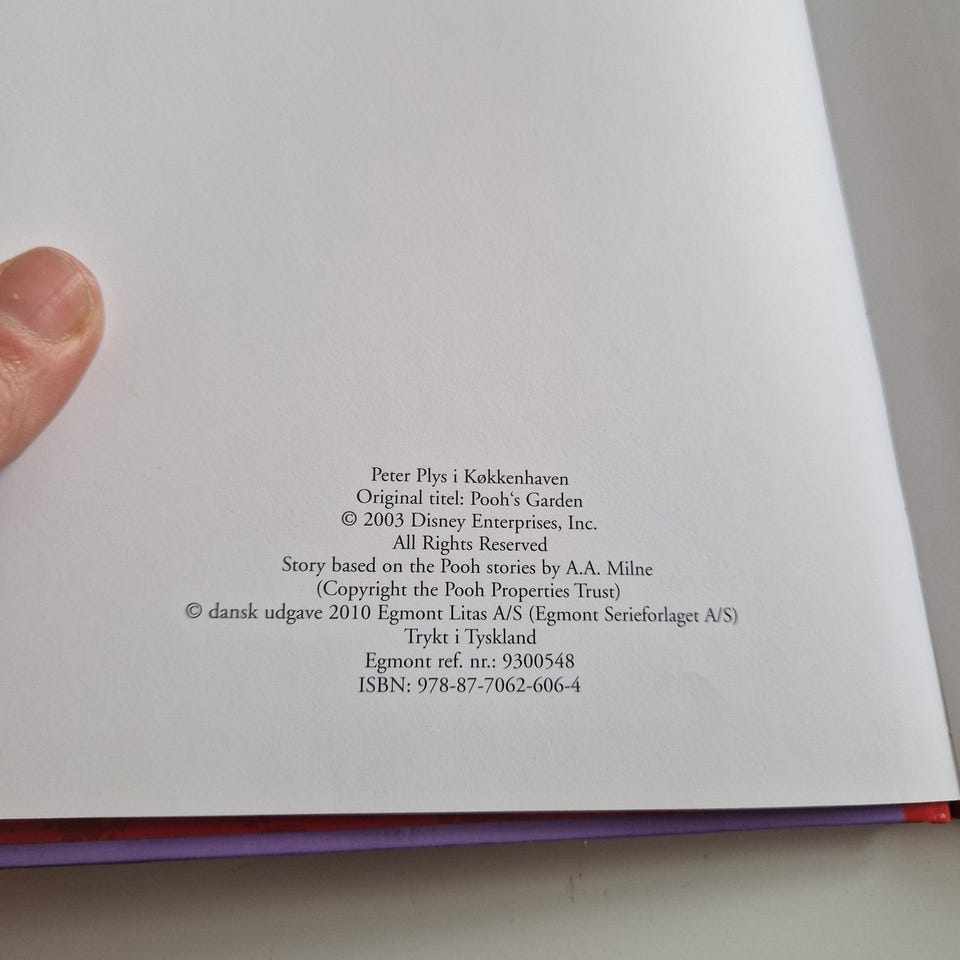 Peter Plys i Køkkenhaven
Original titel: Pooh‘s Garden
© 2003 Disney Enterprises, Inc.
All Rights Reserved
Story based on the Pooh stories by A.A. Milne
(Copyright the Pooh Properties Trust)
© dansk udgave 2010 Egmont Litas A/S (Egmont Serieforlaget A/S)
Trykt i Tyskland
Egmont ref. nr.: 9300548
ISBN: 978-87-7062-606-4